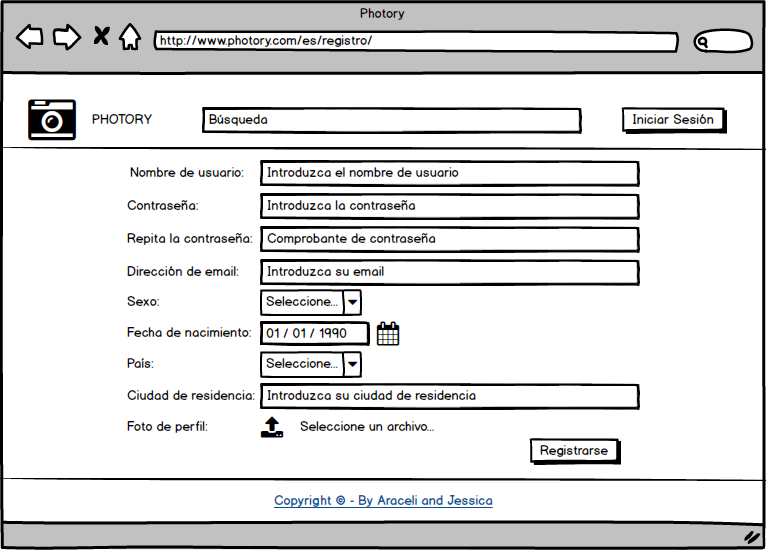 Photory
http://www.photory.com/es/registro/
PHOTORY
Búsqueda
Iniciar Sesión
Nombre de usuario: Introduzca el nombre de usuario
Contraseña: Introduzca la contraseña
Repita la contraseña: Comprobante de contraseña
Dirección de email: Introduzca su email
Sexo: Seleccione...
Fecha de nacimiento: 01 / 01 / 1990
País: Seleccione...
Ciudad de residencia: Introduzca su ciudad de residencia
Foto de perfil: Seleccione un archivo...
Registrarse
Copyright © - By Araceli and Jessica